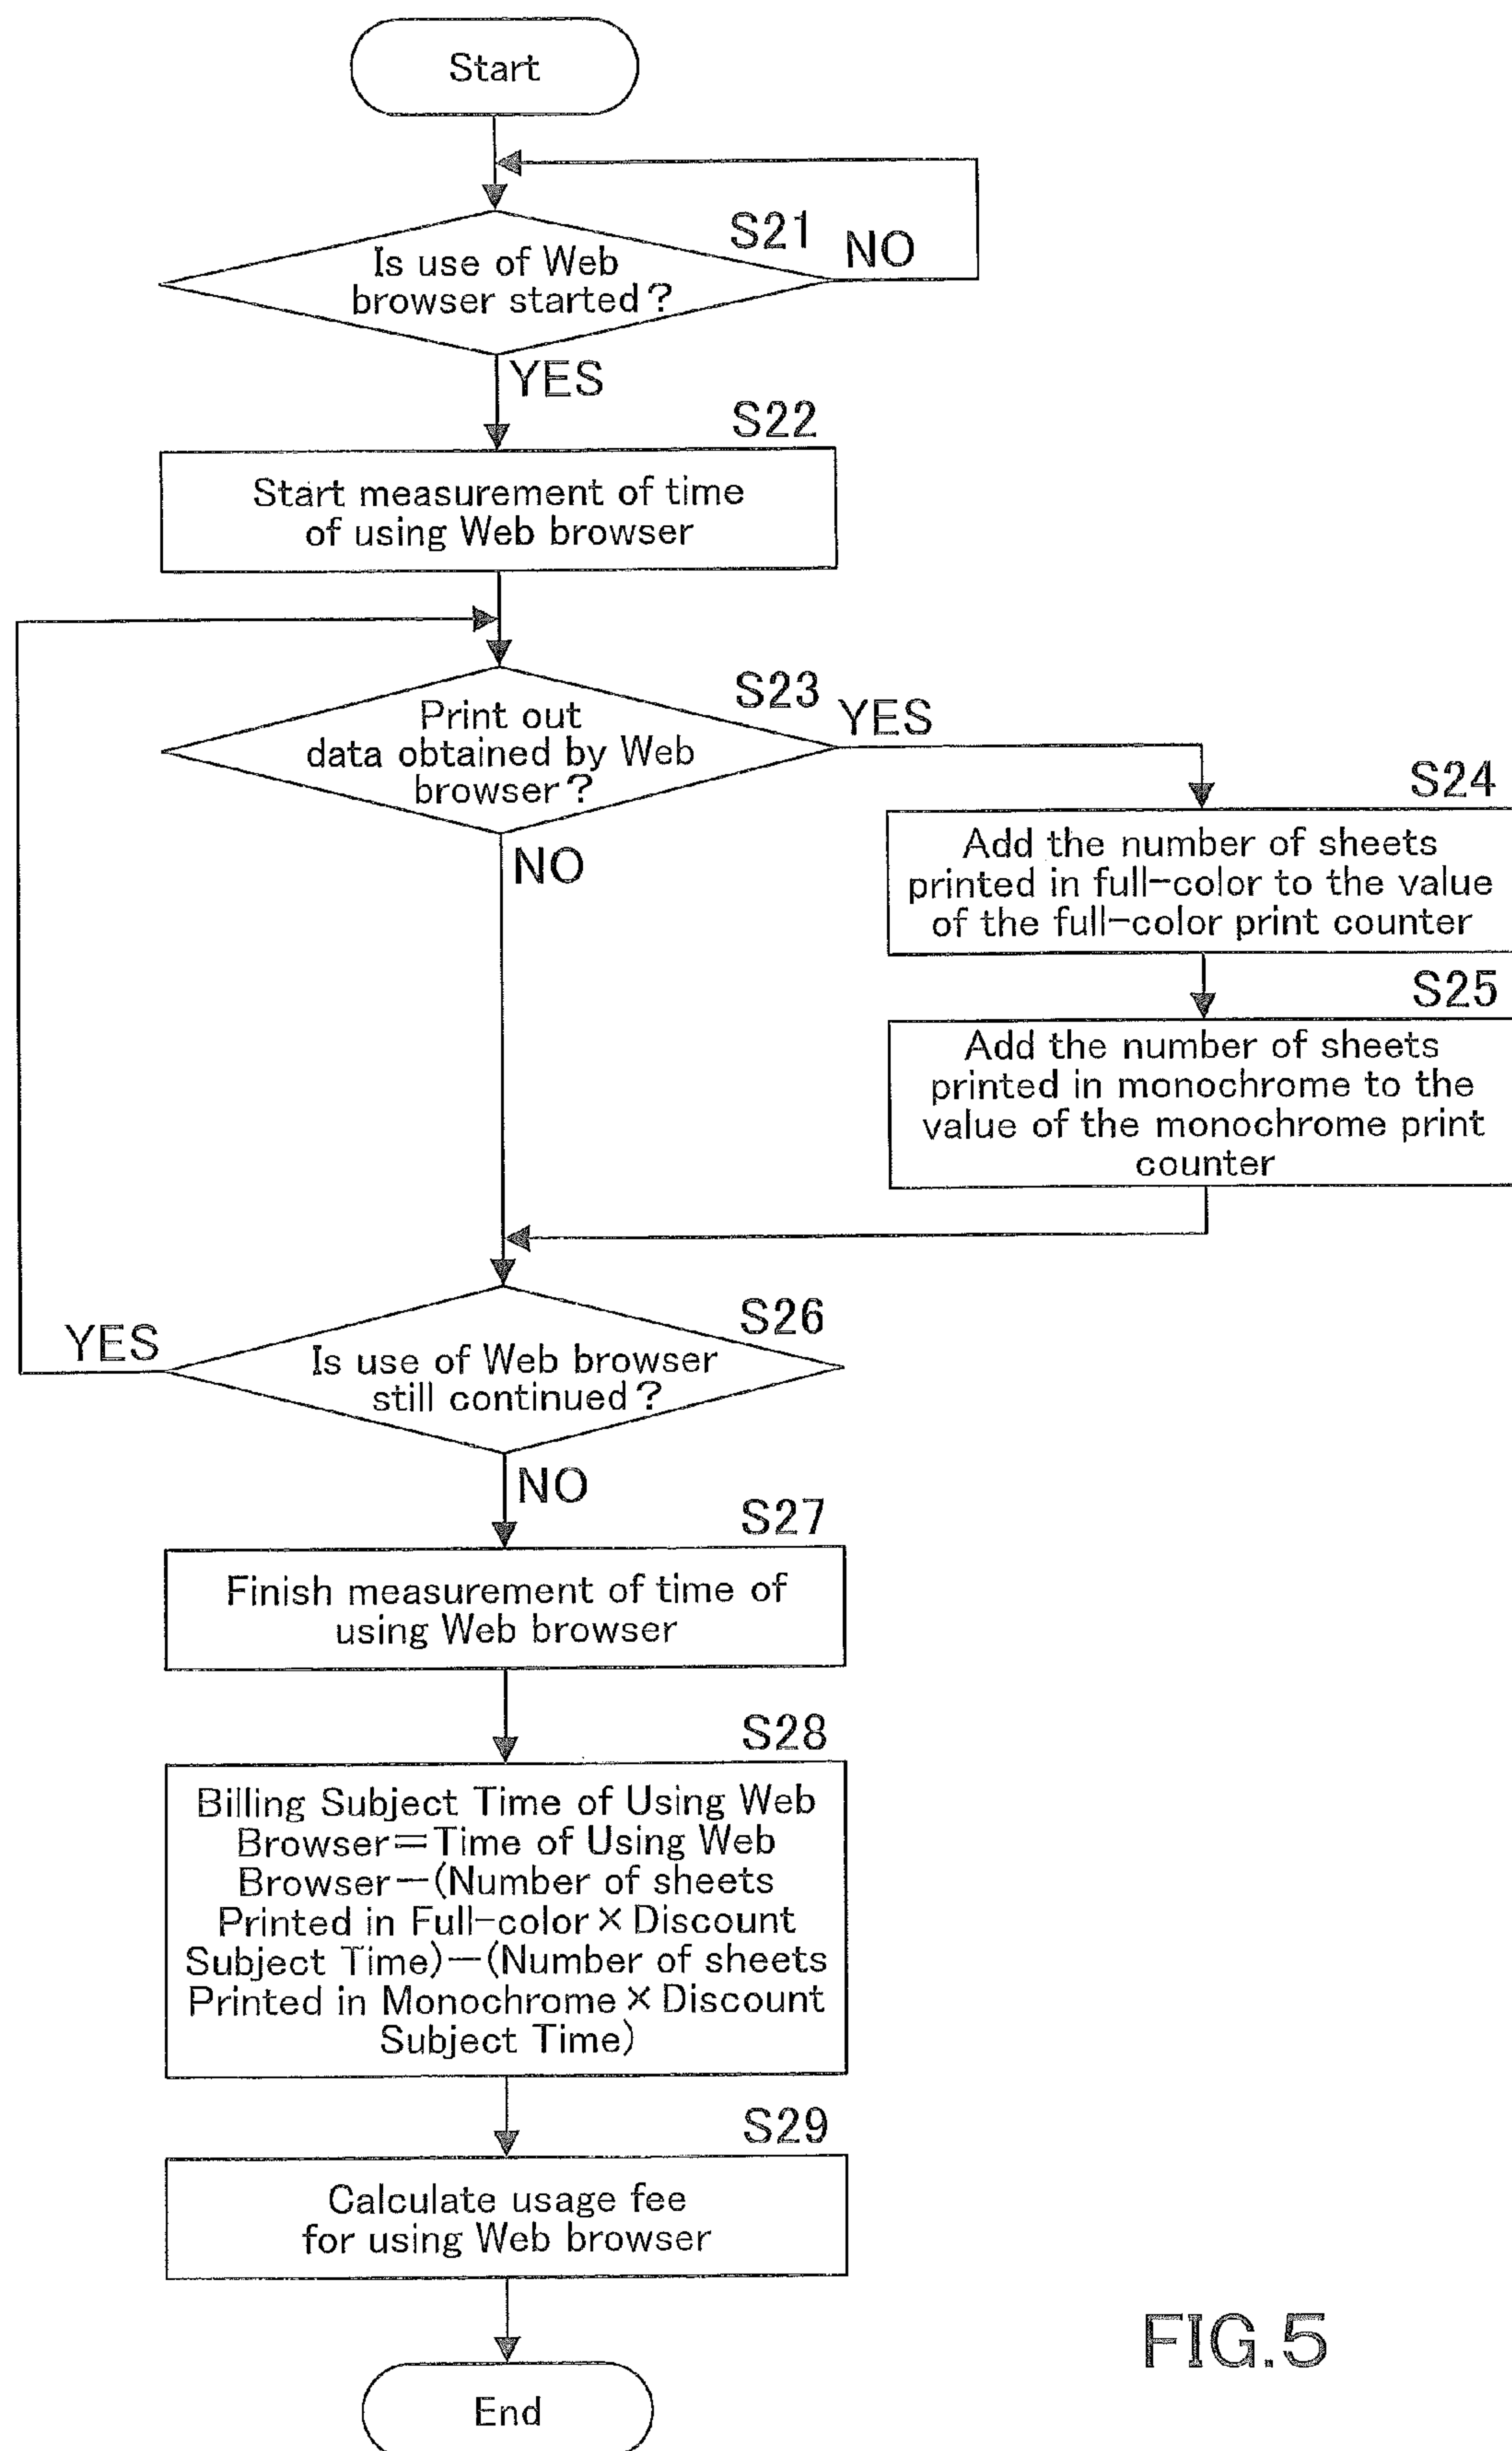 Start
S21
NO
Is use of Web
browser started?
YES
S22
Start measurement of time
of using Web browser
S23
YES
Print out
data obtained by Web
browser?
NO
S24
Add the number of sheets
printed in full-color to the value
of the full-color print counter
S25
Add the number of sheets
printed in monochrome to the
value of the monochrome print
counter
S26
YES
Is use of Web browser
still continued?
NO
S27
Finish measurement of time of
using Web browser
S28
Billing Subject Time of Using Web
Browser=Time of Using Web
Browser-(Number of sheets
Printed in Full-color×Discount
Subject Time)-(Number of sheets
Printed in Monochrome×Discount
Subject Time)
S29
Calculate usage fee
for using Web browser
End
FIG.5